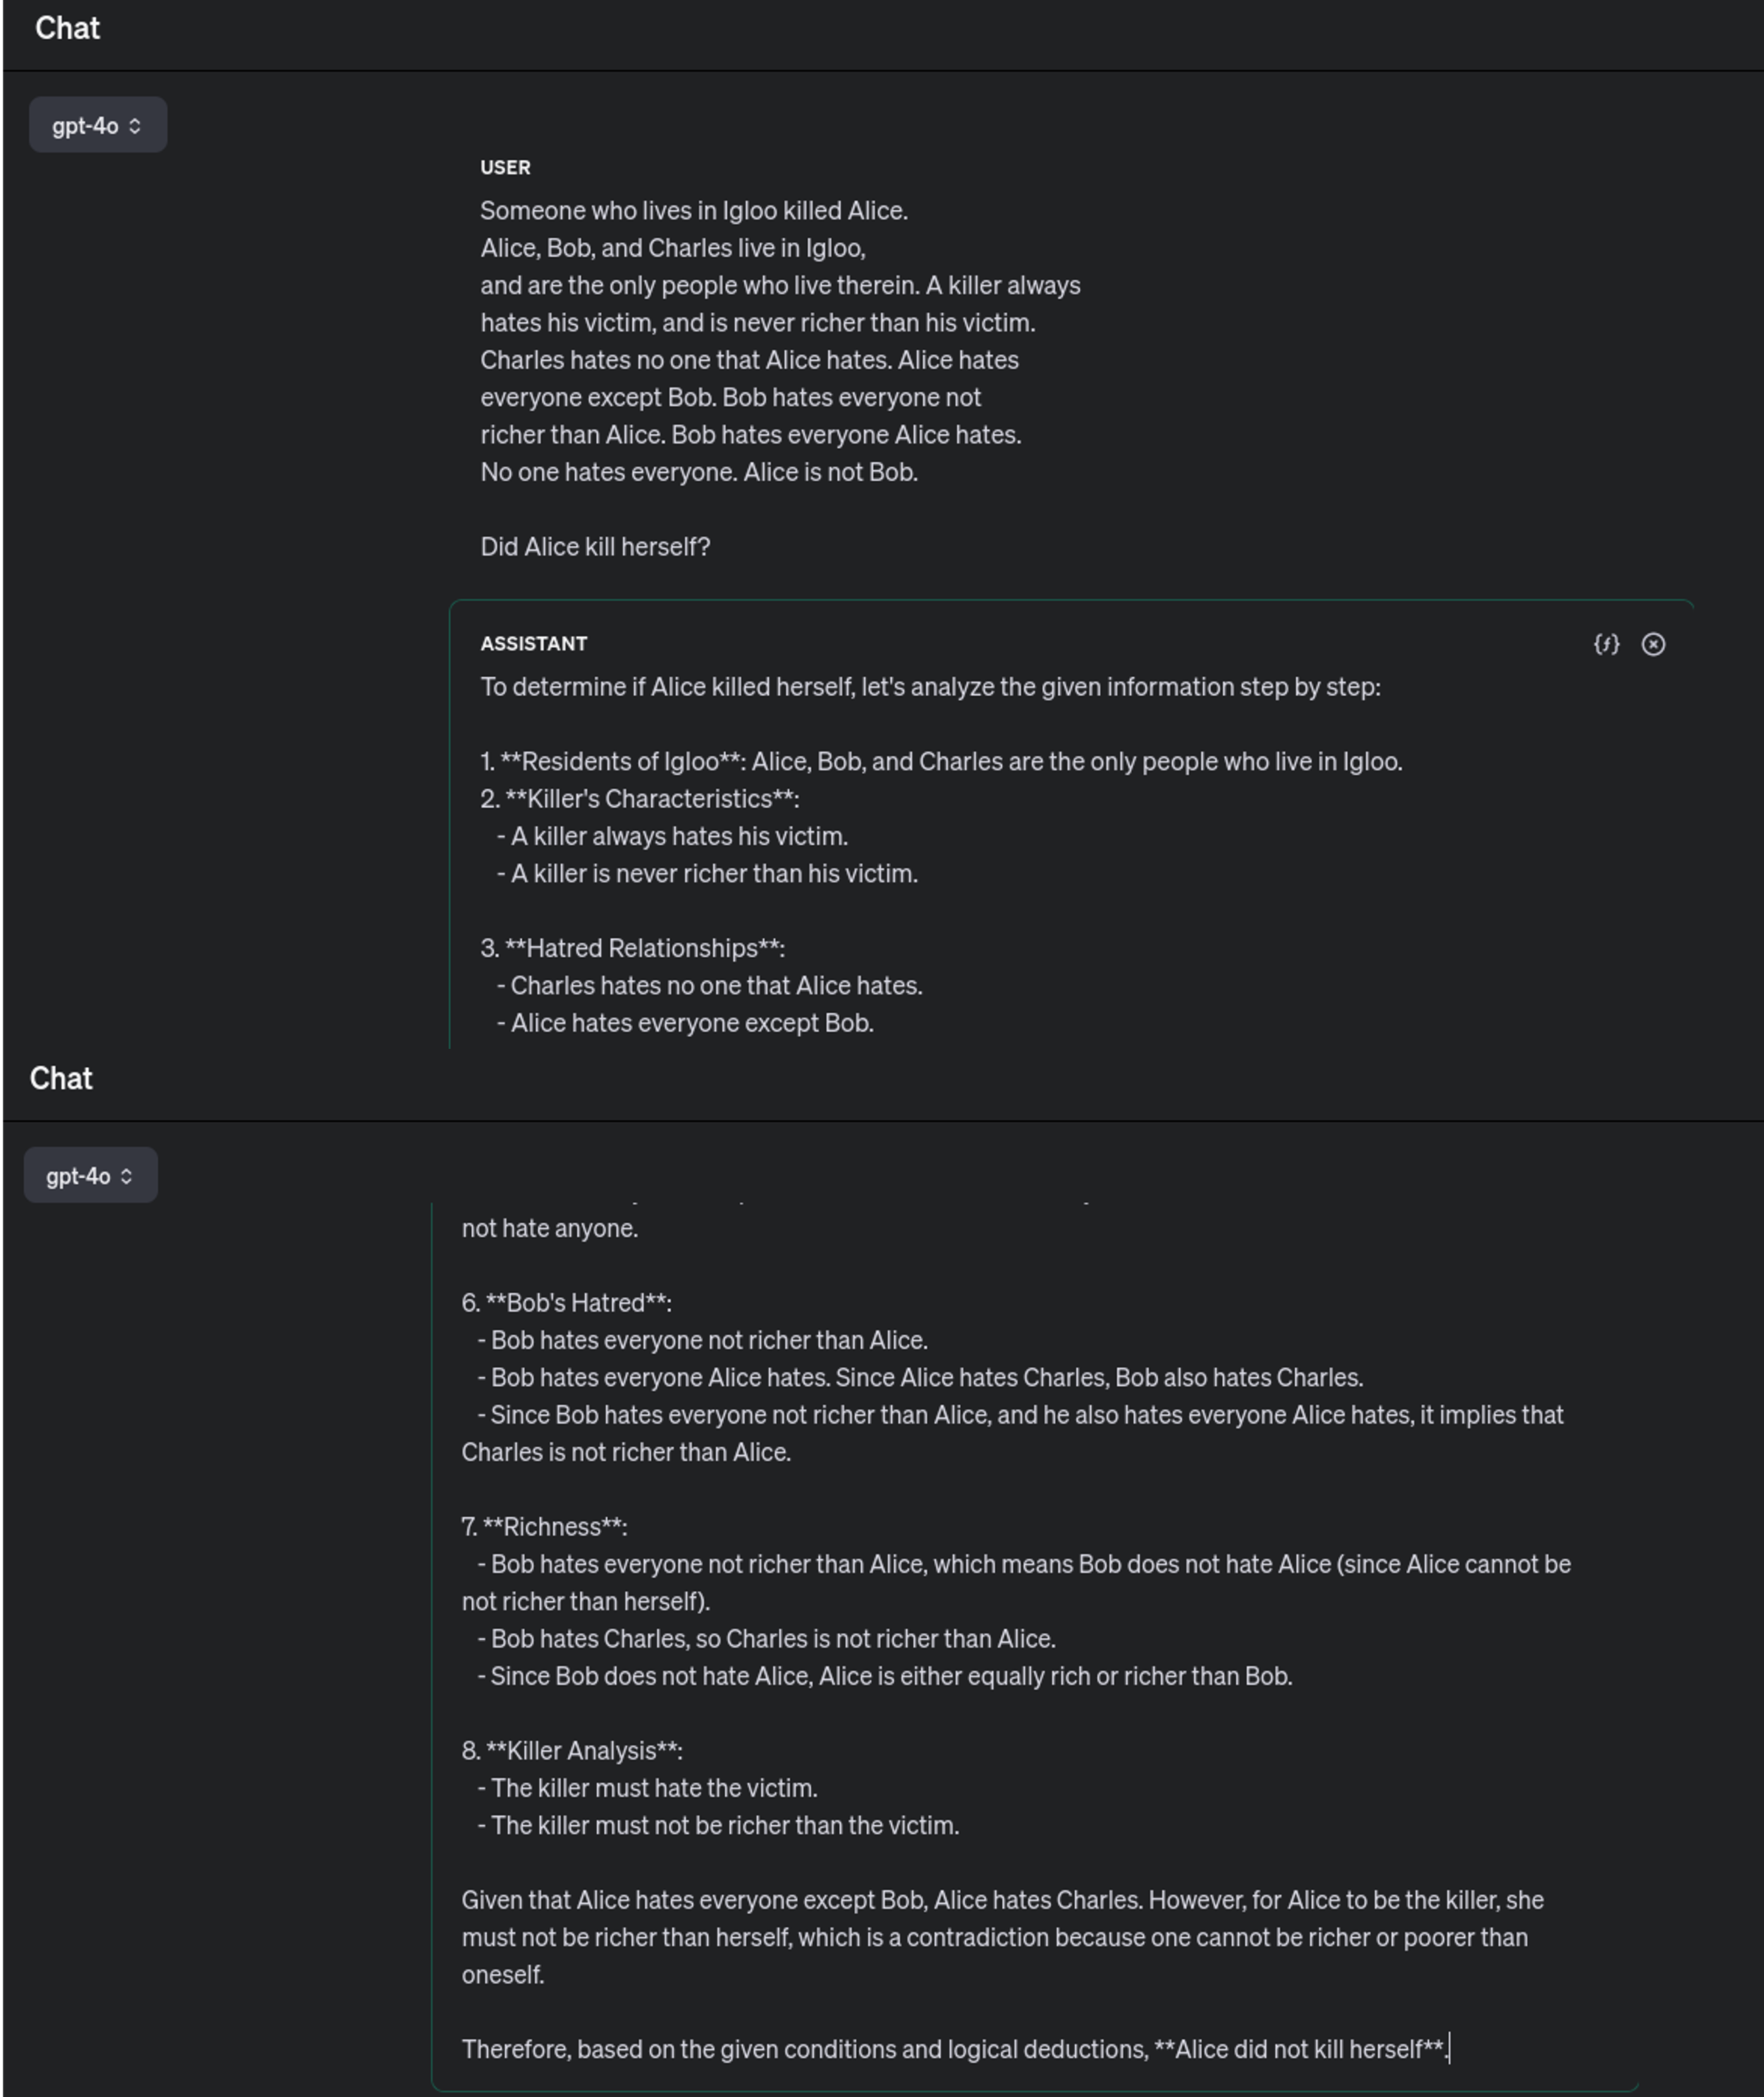 Chat
gpt-4o
USER
Someone who lives in Igloo killed Alice.
Alice, Bob, and Charles live in Igloo,
and are the only people who live therein. A killer always
hates his victim, and is never richer than his victim.
Charles hates no one that Alice hates. Alice hates
everyone except Bob. Bob hates everyone not
richer than Alice. Bob hates everyone Alice hates.
No one hates everyone. Alice is not Bob.
Did Alice kill herself?
ASSISTANT
To determine if Alice killed herself, let's analyze the given information step by step:
1. **Residents of Igloo**: Alice, Bob, and Charles are the only people who live in Igloo.
2. **Killer's Characteristics**:
- A killer always hates his victim.
- A killer is never richer than his victim.
3. **Hatred Relationships**:
- Charles hates no one that Alice hates.
- Alice hates everyone except Bob.
Chat
gpt-4o
not hate anyone.
6. **Bob's Hatred**:
- Bob hates everyone not richer than Alice.
- Bob hates everyone Alice hates. Since Alice hates Charles, Bob also hates Charles.
- Since Bob hates everyone not richer than Alice, and he also hates everyone Alice hates, it implies that
Charles is not richer than Alice.
7. **Richness**:
- Bob hates everyone not richer than Alice, which means Bob does not hate Alice (since Alice cannot be
not richer than herself).
- Bob hates Charles, so Charles is not richer than Alice.
- Since Bob does not hate Alice, Alice is either equally rich or richer than Bob.
8. **Killer Analysis**:
- The killer must hate the victim.
- The killer must not be richer than the victim.
Given that Alice hates everyone except Bob, Alice hates Charles. However, for Alice to be the killer, she
must not be richer than herself, which is a contradiction because one cannot be richer or poorer than
oneself.
Therefore, based on the given conditions and logical deductions, **Alice did not kill herself**.